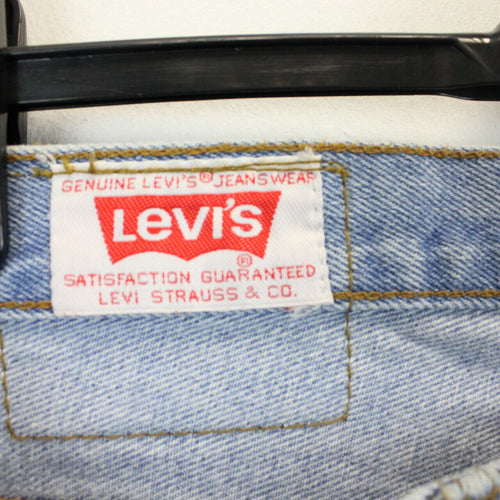 GENUINE LEVI'S® JEANSWEAR
LEVI'S
®
SATISFACTION GUARANTEED
LEVI STRAUSS & CO.